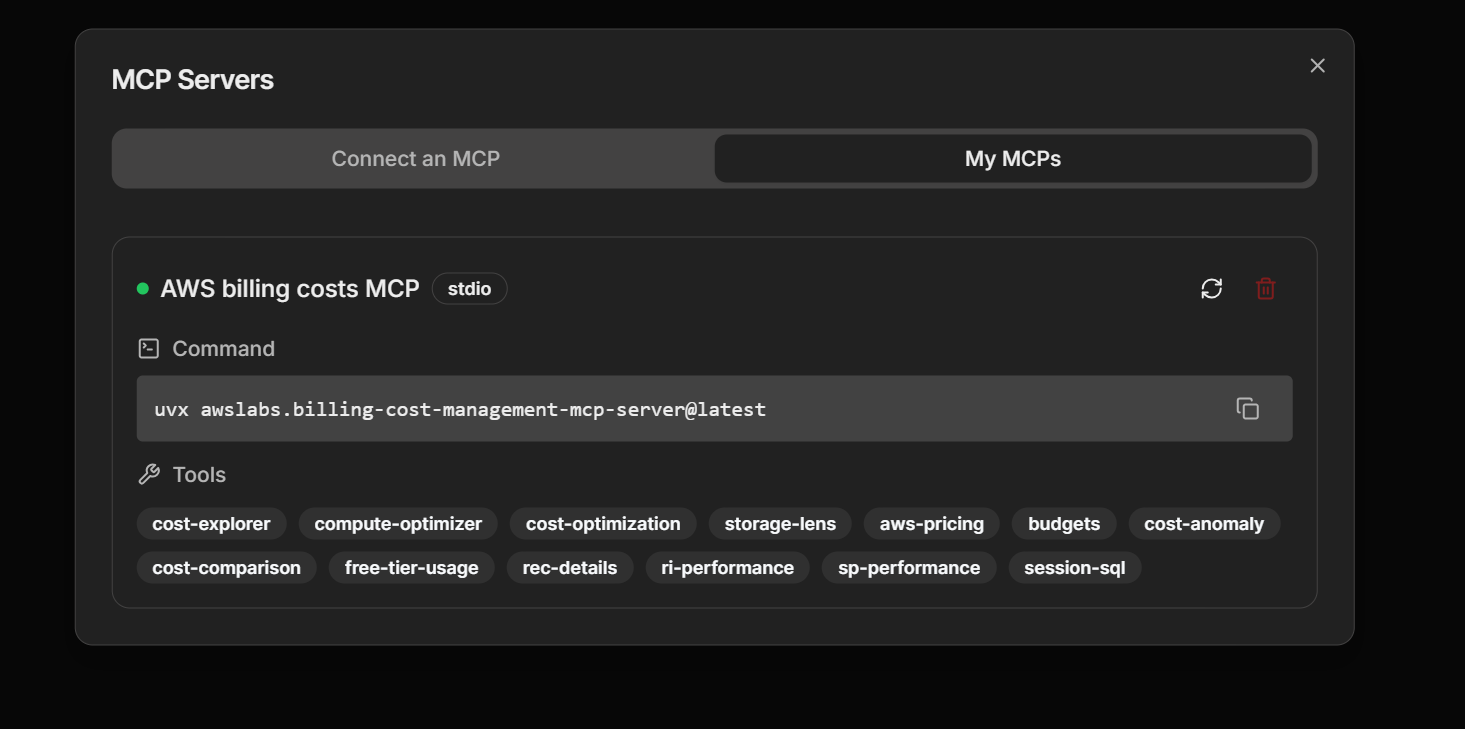 MCP Servers
Connect an MCP My MCPs
AWS billing costs MCP stdio
Command
uvx awslabs.billing-cost-management-mcp-server@latest
Tools
cost-explorer compute-optimizer cost-optimization storage-lens aws-pricing budgets cost-anomaly
cost-comparison free-tier-usage rec-details ri-performance sp-performance session-sql